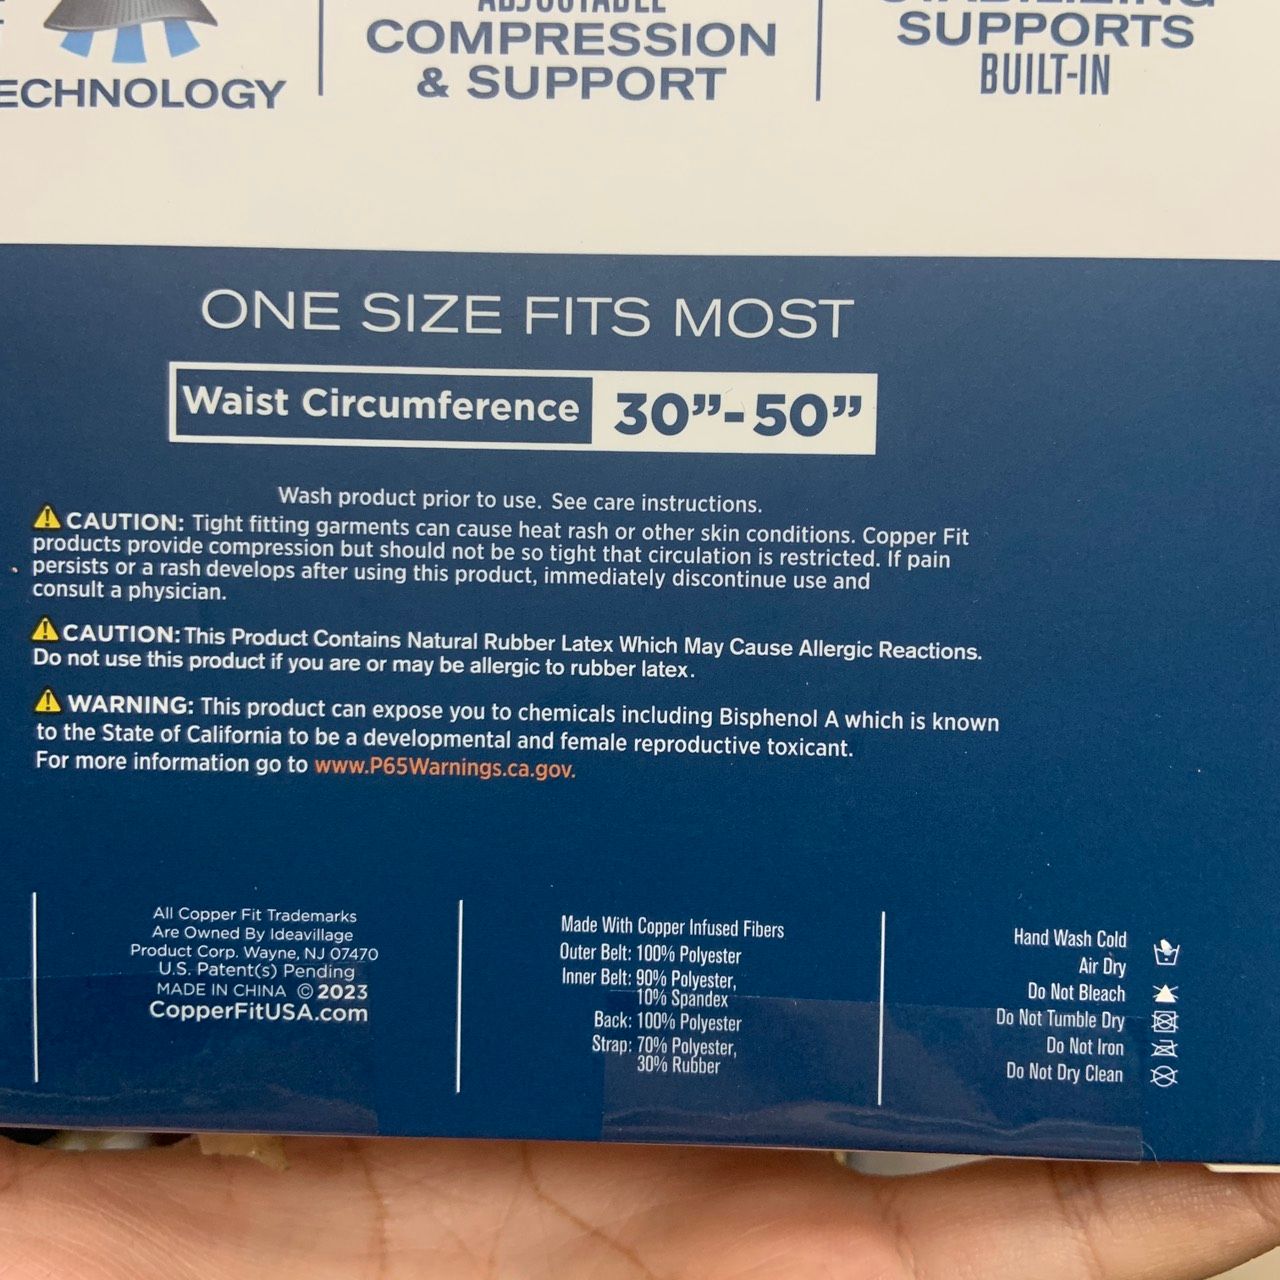 ECHNOLOGY
ADJUSTABLE
COMPRESSION
& SUPPORT
STABILIZING
SUPPORTS
BUILT-IN
ONE SIZE FITS MOST
Waist Circumference 30”-50”
Wash product prior to use. See care instructions.
CAUTION: Tight fitting garments can cause heat rash or other skin conditions. Copper Fit
products provide compression but should not be so tight that circulation is restricted. If pain
persists or a rash develops after using this product, immediately discontinue use and
consult a physician.
CAUTION: This Product Contains Natural Rubber Latex Which May Cause Allergic Reactions.
Do not use this product if you are or may be allergic to rubber latex.
WARNING: This product can expose you to chemicals including Bisphenol A which is known
to the State of California to be a developmental and female reproductive toxicant.
For more information go to www.P65Warnings.ca.gov.
All Copper Fit Trademarks
Are Owned By Ideavillage
Product Corp. Wayne, NJ 07470
U.S. Patent(s) Pending
MADE IN CHINA © 2023
CopperFitUSA.com
Made With Copper Infused Fibers
Outer Belt: 100% Polyester
Inner Belt: 90% Polyester,
10% Spandex
Back: 100% Polyester
Strap: 70% Polyester,
30% Rubber
Hand Wash Cold
Air Dry
Do Not Bleach
Do Not Tumble Dry
Do Not Iron
Do Not Dry Clean